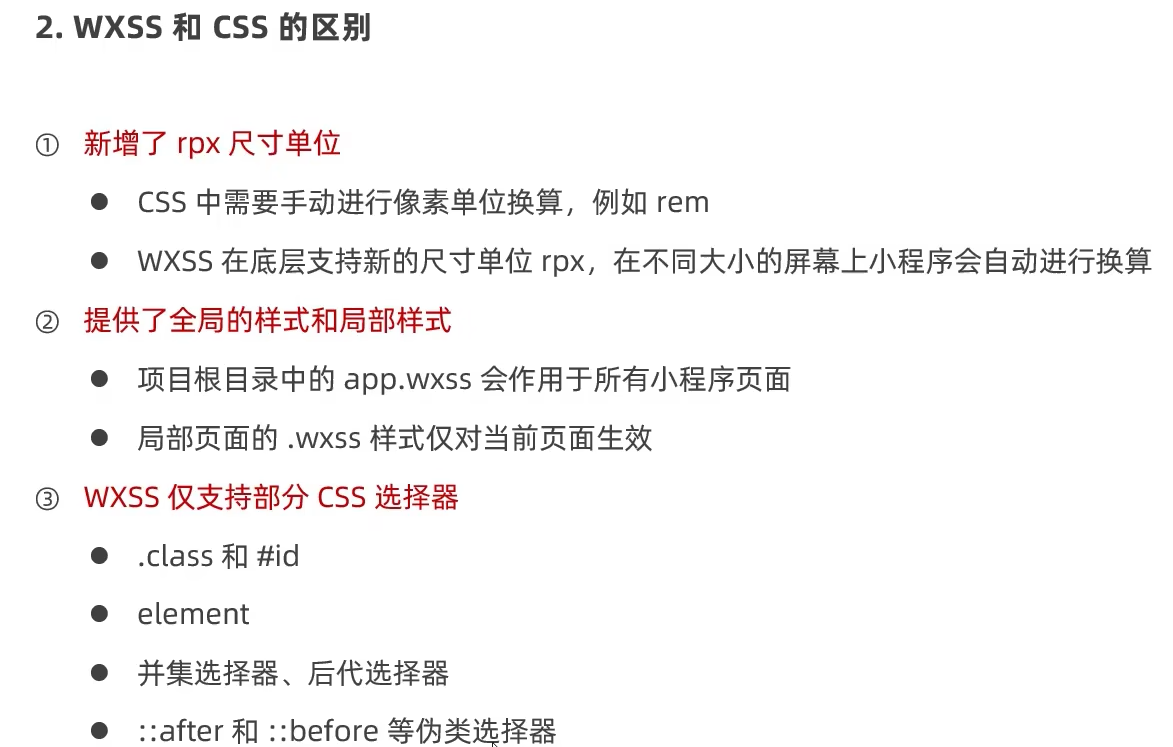 2. WXSS 和 CSS 的区别
① 新增了 rpx 尺寸单位
● CSS 中需要手动进行像素单位换算，例如 rem
● WXSS 在底层支持新的尺寸单位 rpx，在不同大小的屏幕上小程序会自动进行换算
② 提供了全局的样式和局部样式
● 项目根目录中的 app.wxss 会作用于所有小程序页面
● 局部页面的 .wxss 样式仅对当前页面生效
③ WXSS 仅支持部分 CSS 选择器
● .class 和 #id
● element
● 并集选择器、后代选择器
● ::after 和 ::before 等伪类选择器